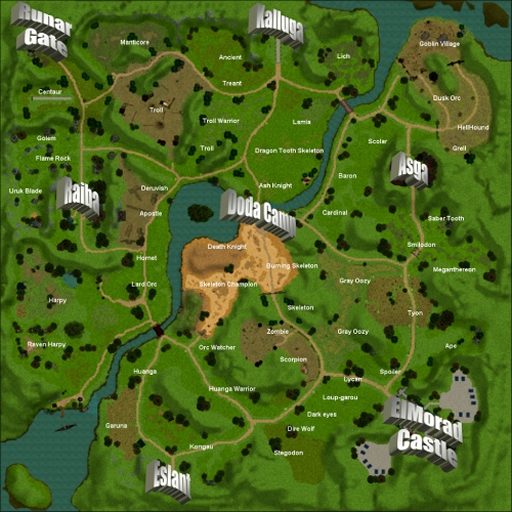 Runar
Gate
Kalluga
Manticore
Ancient
Lich
Goblin Village
Centaur
Treant
Dusk Orc
Troll
Troll Warrior
Lamia
HellHound
Golem
Troll
Dragon Tooth Skeleton
Scolar
Grell
Flame Rock
Baron
Asga
Uruk Blade
Raiba
Deruvish
Ash Knight
Apostle
Doda Camp
Cardinal
Saber Tooth
Death Knight
Smilodon
Hornet
Burning Skeleton
Meganthereon
Lard Orc
Skeleton Champion
Gray Oozy
Harpy
Skeleton
Tyon
Raven Harpy
Orc Watcher
Zombie
Gray Oozy
Ape
Scorpion
Huanga
Spoiler
Huanga Warrior
Lyclin
Loup-garou
ElMorad
Castle
Dark eyes
Garuna
Dire Wolf
Kongau
Stegodon
Eslant